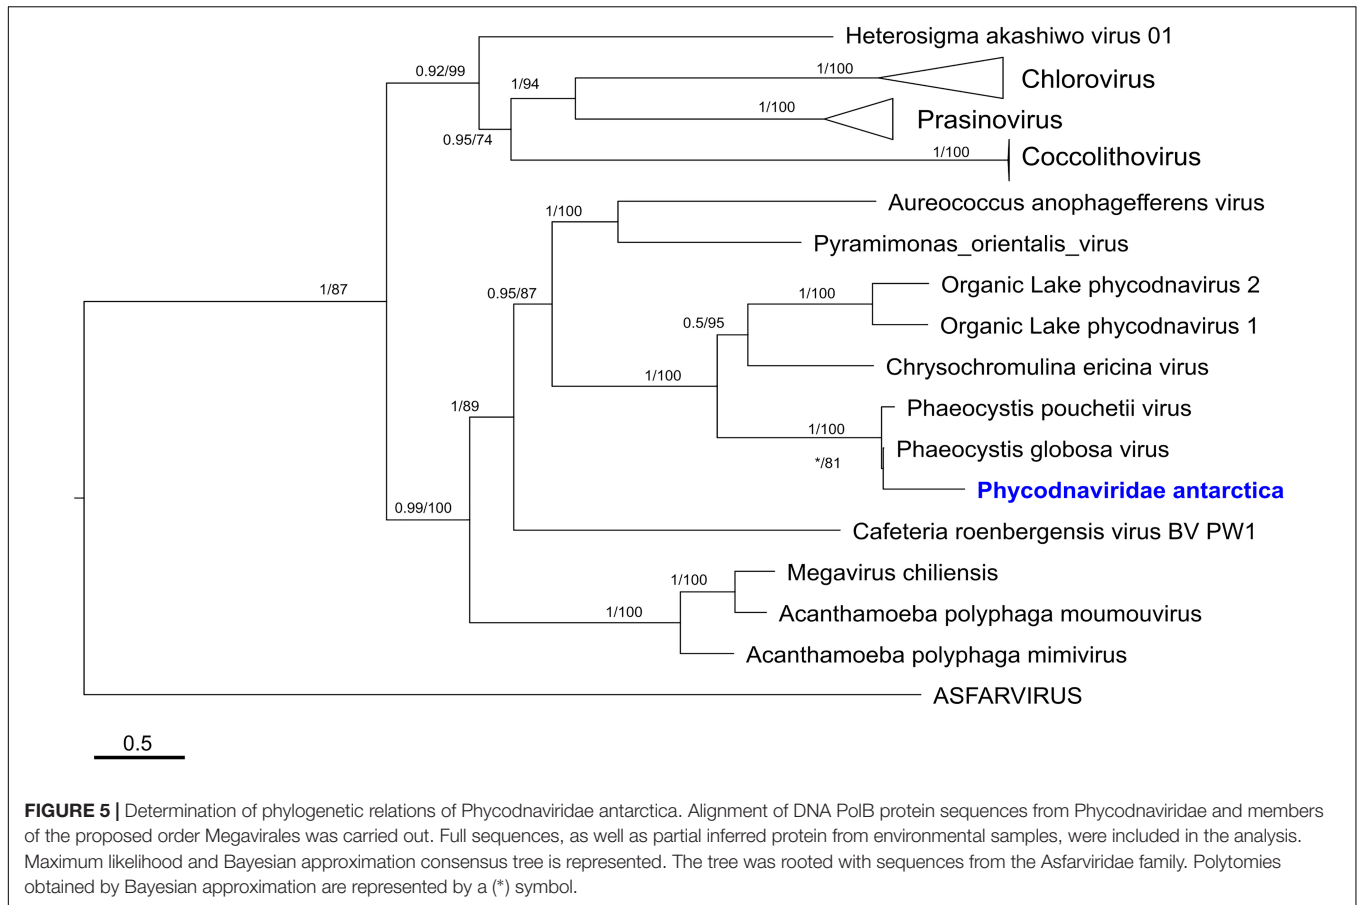 Heterosigma akashiwo virus 01
0.92/99
1/100
Chlorovirus
1/94
1/100
Prasinovirus
0.95/74
1/100
Coccolithovirus
Aureococcus anophagefferens virus
1/100
Pyramimonas_orientalis_virus
Organic Lake phycodnavirus 2
1/87
0.95/87
1/100
0.5/95
Organic Lake phycodnavirus 1
Chrysochromulina ericina virus
1/100
1/89
Phaeocystis pouchetii virus
1/100
Phaeocystis globosa virus
*/81
Phycodnaviridae antarctica
0.99/100
Cafeteria roenbergensis virus BV PW1
Megavirus chiliensis
1/100
1/100
Acanthamoeba polyphaga moumouvirus
Acanthamoeba polyphaga mimivirus
ASFARVIRUS
0.5
FIGURE 5 | Determination of phylogenetic relations of Phycodnaviridae antarctica. Alignment of DNA PolB protein sequences from Phycodnaviridae and members
of the proposed order Megavirales was carried out. Full sequences, as well as partial inferred protein from environmental samples, were included in the analysis.
Maximum likelihood and Bayesian approximation consensus tree is represented. The tree was rooted with sequences from the Asfarviridae family. Polytomies
obtained by Bayesian approximation are represented by a (*) symbol.